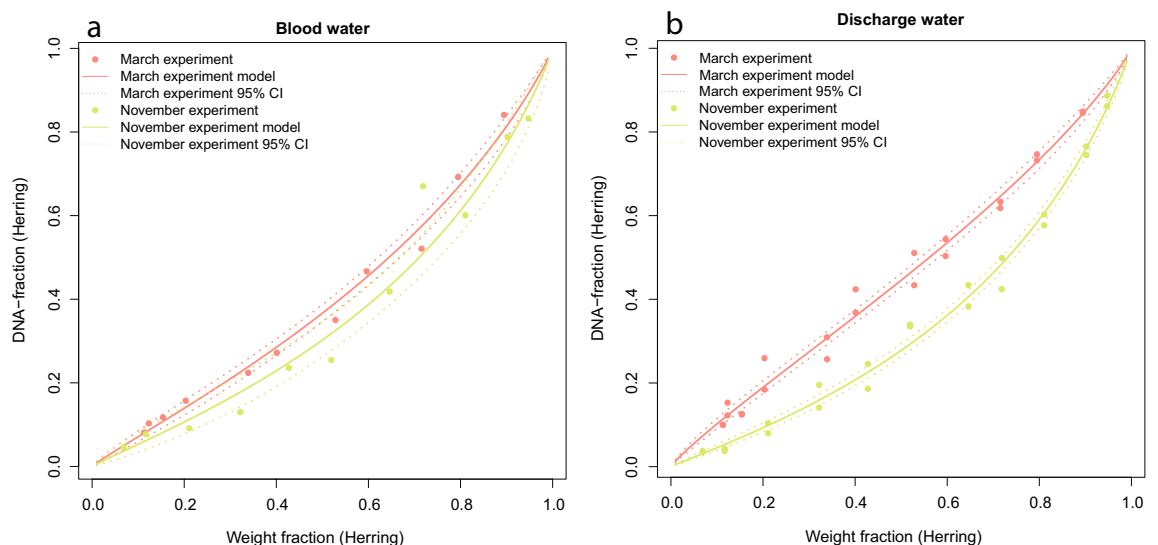 a
Blood water
March experiment
March experiment model
March experiment 95% CI
November experiment
November experiment model
November experiment 95% CI
DNA−fraction (Herring)
1.0
0.8
0.6
0.4
0.2
0.0
0.0 0.2 0.4 0.6 0.8 1.0
Weight fraction (Herring)
b
Discharge water
March experiment
March experiment model
March experiment 95% CI
November experiment
November experiment model
November experiment 95% CI
DNA−fraction (Herring)
1.0
0.8
0.6
0.4
0.2
0.0
0.0 0.2 0.4 0.6 0.8 1.0
Weight fraction (Herring)